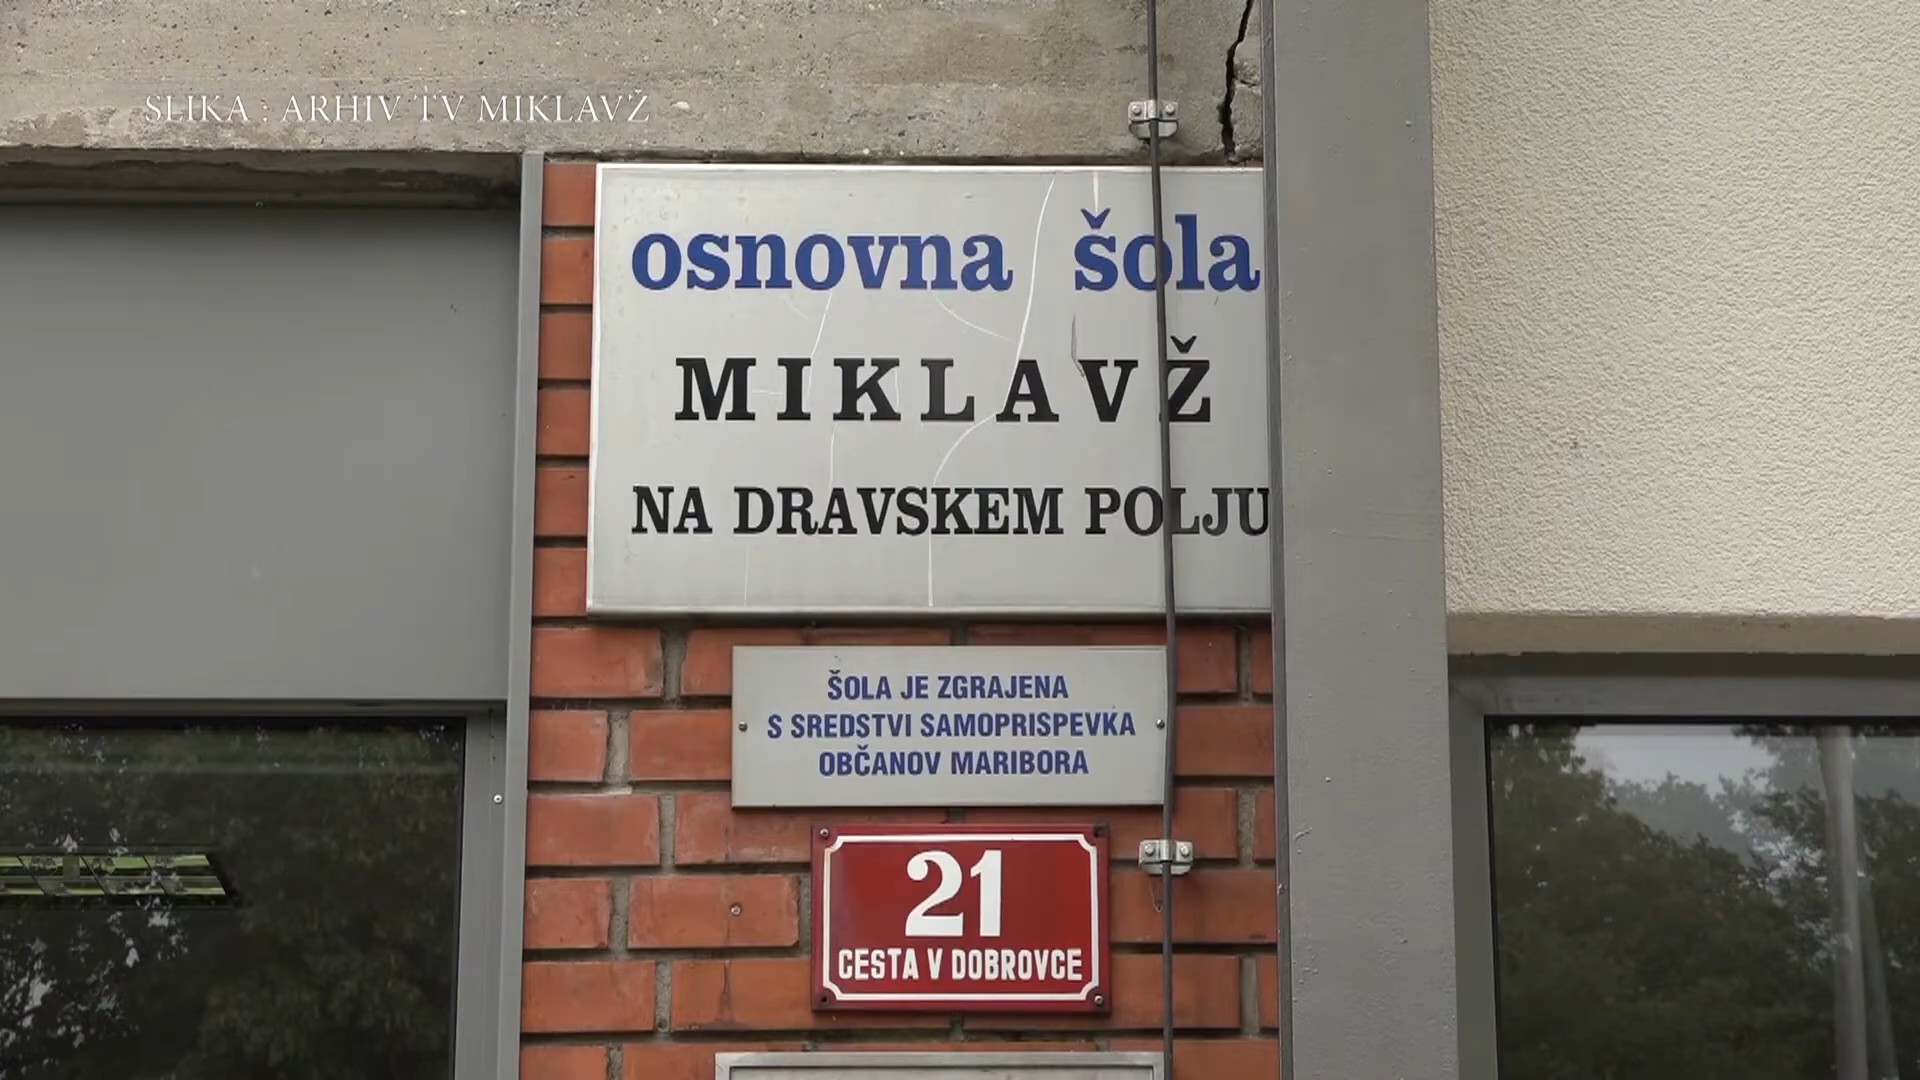 SLIKA : ARHIV TV MIKLAVŽ
osnovna šola
MIKLAVŽ
NA DRAVSKEM POLJU
ŠOLA JE ZGRAJENA
S SREDSTVI SAMOPRISPEVKA
OBČANOV MARIBORA
21
CESTA V DOBROVCE